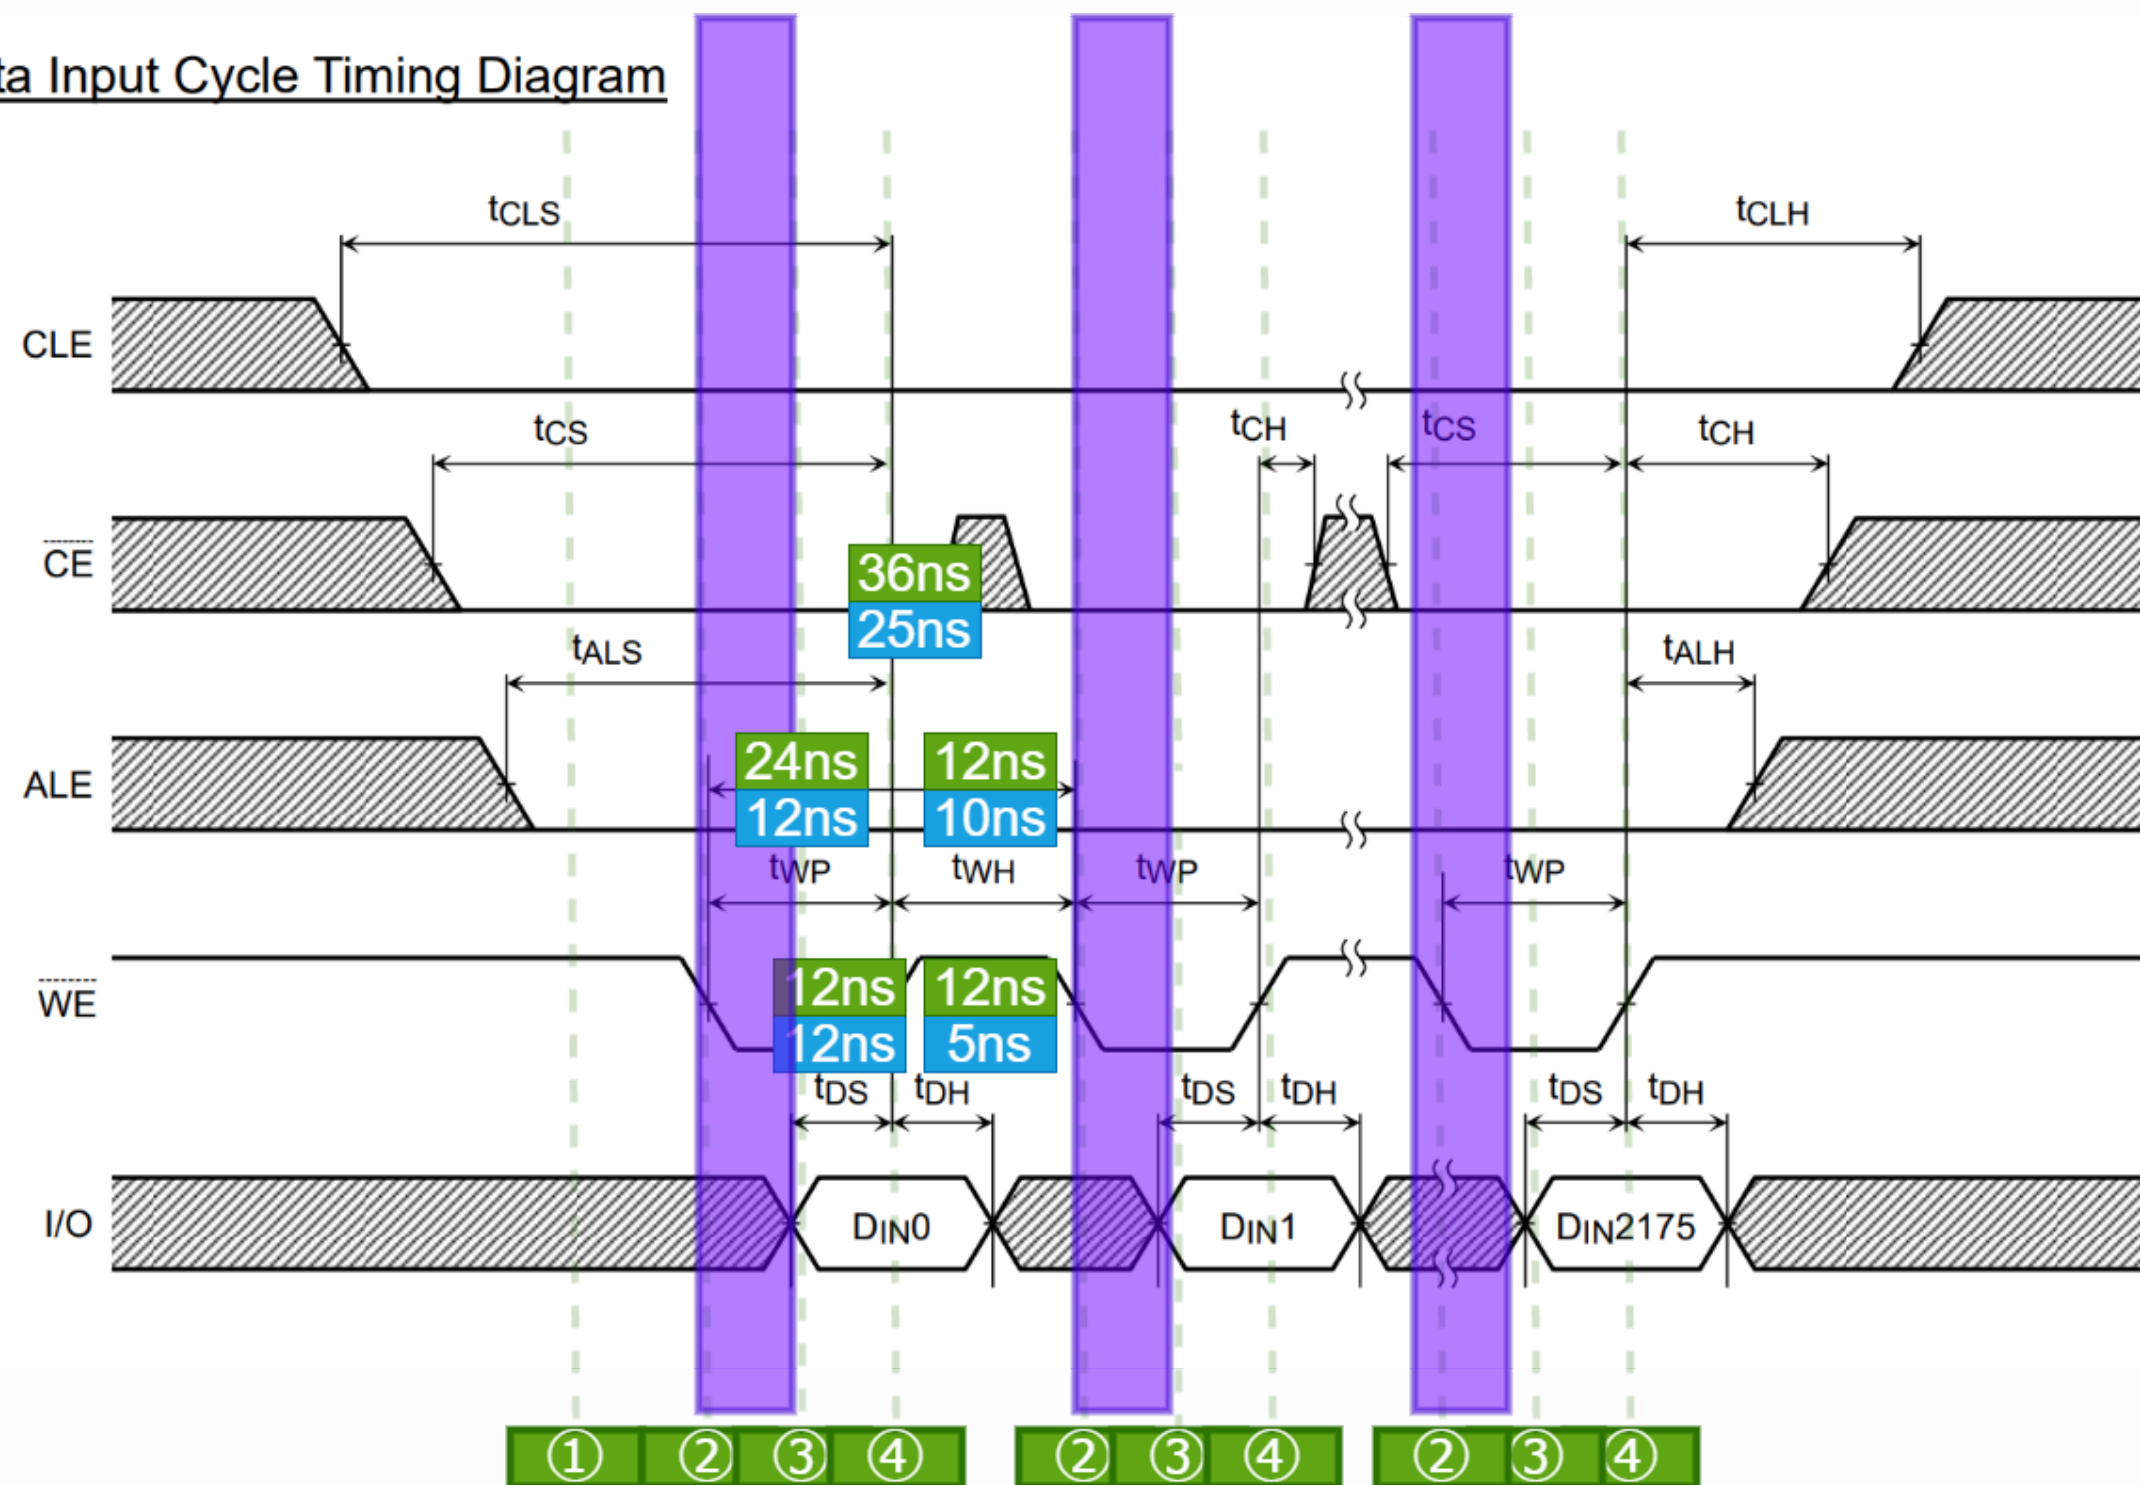 ta Input Cycle Timing Diagram
tCLS
tCLH
CLE
tCS
tCH
tCS
tCH
CE
36ns
25ns
tALS
tALH
ALE
24ns
12ns
12ns
10ns
tWP
tWH
tWP
tWP
WE
12ns
12ns
12ns
5ns
tDS
tDH
tDS
tDH
tDS
tDH
I/O
DIN0
DIN1
DIN2175
① ② ③ ④ ② ③ ④ ② ③ ④